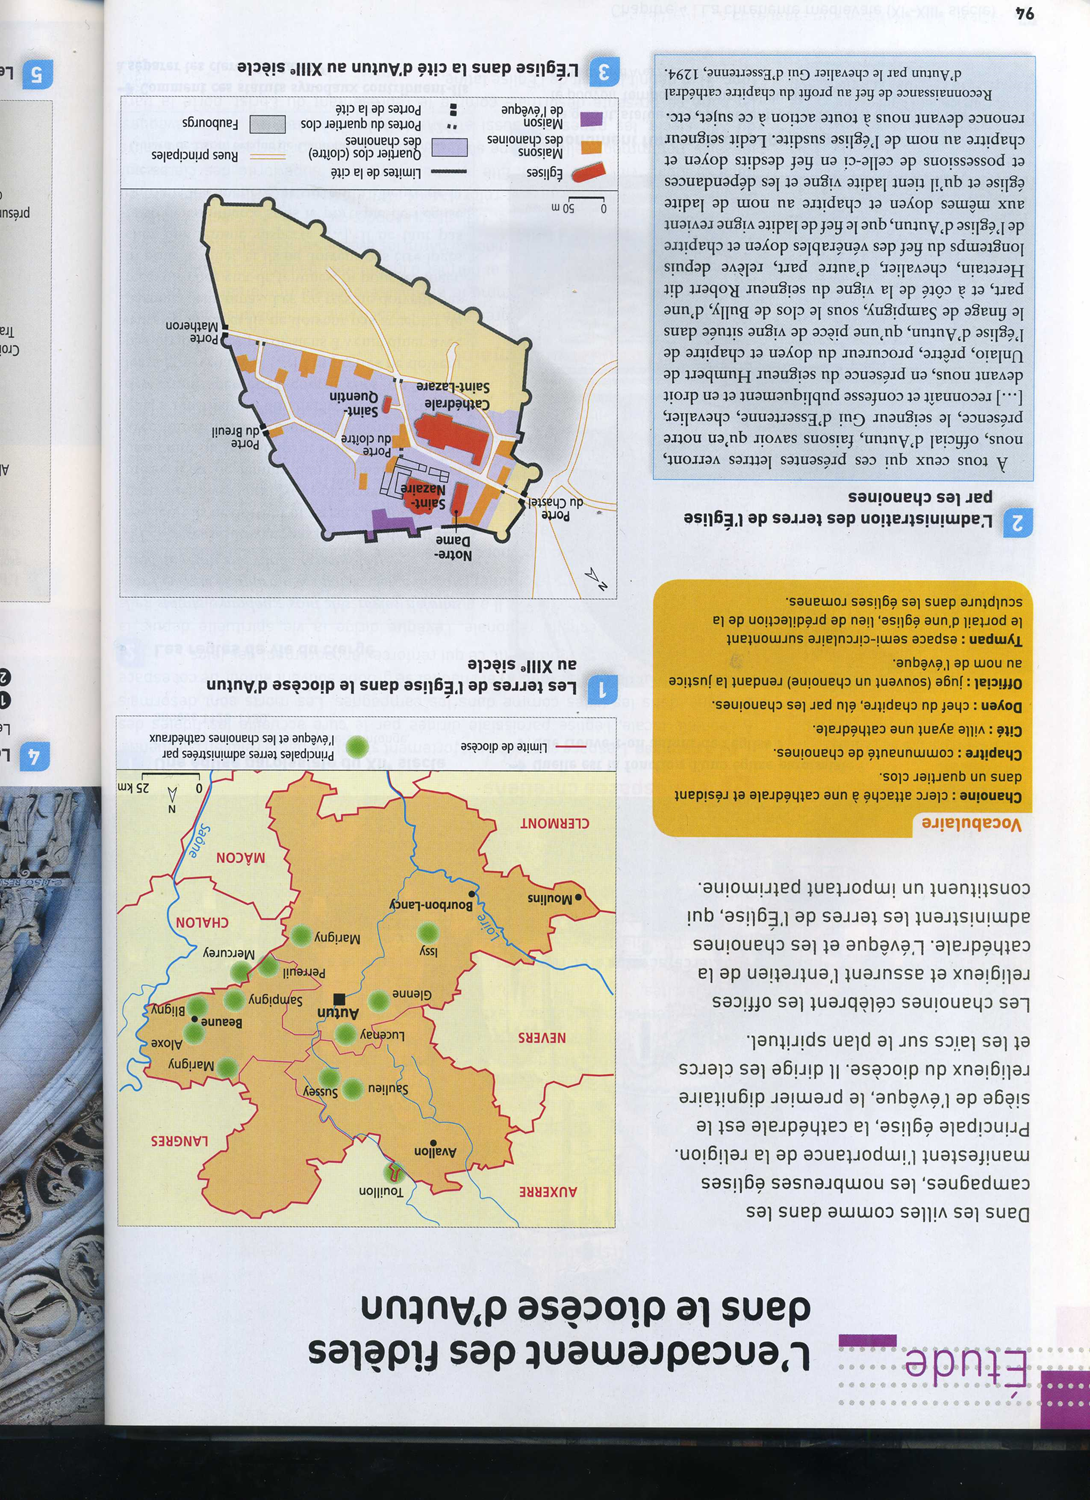 Étude
L'encadrement des fidèles
dans le diocèse d'Autun
Dans les villes comme dans les
campagnes, les nombreuses églises
manifestent l'importance de la religion.
Principale église, la cathédrale est le
siège de l'évêque, le premier dignitaire
religieux du diocèse. Il dirige les clercs
et les laïcs sur le plan spirituel.
Les chanoines célèbrent les offices
religieux et assurent l'entretien de la
cathédrale. L'évêque et les chanoines
administrent les terres de l'Église, qui
constituent un important patrimoine.
Vocabulaire
Chanoine : clerc attaché à une cathédrale et résidant
dans un quartier clos.
Chapitre : communauté de chanoines.
Cité : ville ayant une cathédrale.
Doyen : chef du chapitre, élu par les chanoines.
Official : juge (souvent un chanoine) rendant la justice
au nom de l'évêque.
Tympan : espace semi-circulaire surmontant
le portail d'une église, lieu de prédilection de la
sculpture dans les églises romanes.
2 L'administration des terres de l'Église
par les chanoines
À tous ceux qui ces présentes lettres verront,
nous, official d'Autun, faisons savoir qu'en notre
présence, le seigneur Gui d'Essertenne, chevalier,
[…] reconnaît et confesse publiquement et en droit
devant nous, en présence du seigneur Humbert de
Unlaio, prêtre, procureur du doyen et chapitre de
l'église d'Autun, qu'une pièce de vigne située dans
le finage de Sampigny, sous le clos de Bully, d'une
part, et à côté de la vigne du seigneur Robert dit
Heretain, chevalier, d'autre part, relève depuis
longtemps du fief des vénérables doyen et chapitre
de l'église d'Autun, que le fief de ladite vigne revient
aux mêmes doyen et chapitre au nom de ladite
église et qu'il tient ladite vigne et les dépendances
et possessions de celle-ci en fief desdits doyen et
chapitre au nom de l'église susdite. Ledit seigneur
renonce devant nous à toute action à ce sujet, etc.
Reconnaissance de fief au profit du chapitre cathédral
d'Autun par le chevalier Gui d'Essertenne, 1294.
94
AUXERRE
Touillon
LANGRES
Avallon
Saulieu
Sussey
Marigny
NEVERS
Lucenay
Autun
Aloxe
Beaune
Bligny
Glenne
Sampigny
Perreuil
Mercurey
Issy
Marigny
CHALON
Moulins
Loire
Bourbon-Lancy
MÂCON
Saône
CLERMONT
N
0 25 km
Limite de diocèse
Principales terres administrées par
l'évêque et les chanoines cathédraux
1 Les terres de l'Église dans le diocèse d'Autun
au XIIIe siècle
N
Notre-
Dame
Porte
du Chastel
Saint-
Nazaire
Porte
du cloître
Porte
du Breuil
Cathédrale
Saint-Lazare
Saint-
Quentin
Porte
Matheron
0 50 m
Églises
Maisons
des chanoines
Maison
de l'évêque
Limites de la cité
Quartier clos (cloître)
des chanoines
Portes du quartier clos
Portes de la cité
Rues principales
Faubourgs
3 L'Église dans la cité d'Autun au XIIIe siècle
4
1
2
5